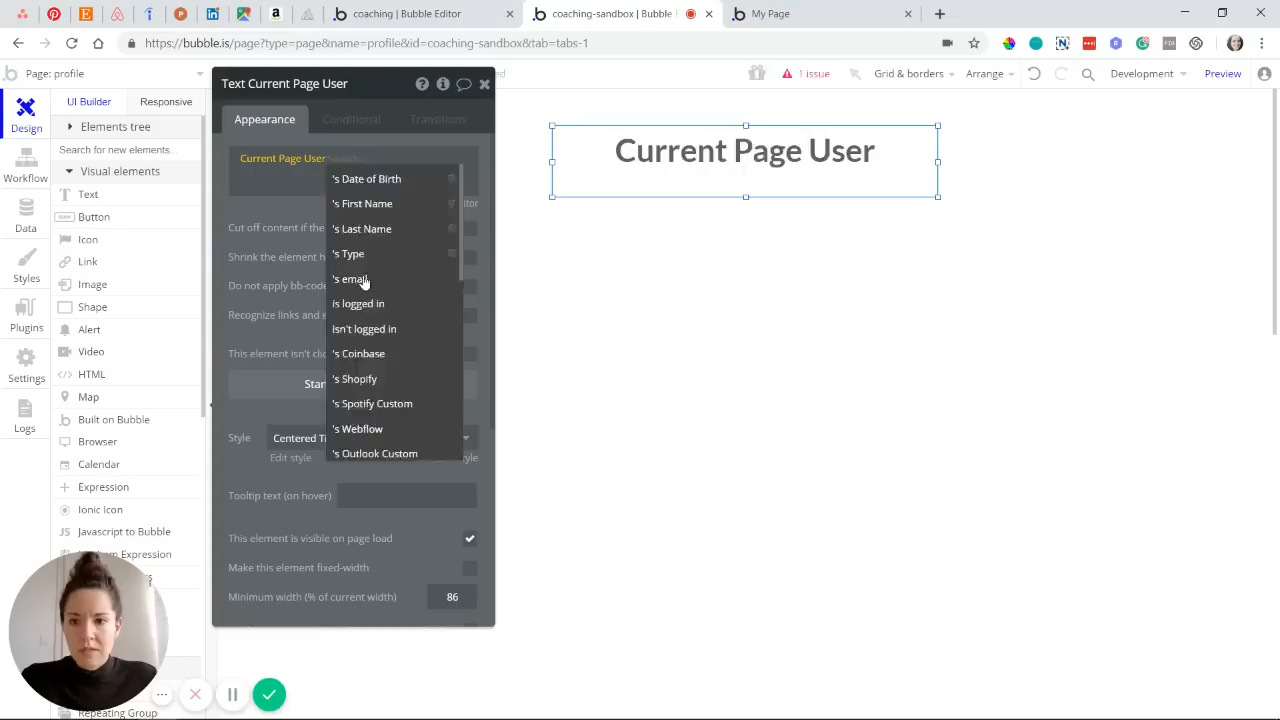 coaching | Bubble Editor
coaching-sandbox | Bubble E
My Page
https://bubble.is/page?type=page&name=profile&id=coaching-sandbox&tab=tabs-1
Page: profile
1 issue
Grid & borders
Arrange
Development
Preview
Text Current Page User
Appearance
Conditional
Transitions
Design
Workflow
Data
Styles
Plugins
Settings
Logs
UI Builder
Responsive
Elements tree
Search for new elements...
Visual elements
Text
Button
Icon
Link
Image
Shape
Alert
Video
HTML
Map
Built on Bubble
Browser
Calendar
Expression
Ionic Icon
Javascript to Bubble
Expression
Repeating Group
Current Page User
's Date of Birth
's First Name
's Last Name
's Type
's email
is logged in
isn't logged in
's Coinbase
's Shopify
's Spotify Custom
's Webflow
's Outlook Custom
Cut off content if the
Shrink the element h
Do not apply bb-code
Recognize links and e
This element isn't clic
Style
Edit style
Tooltip text (on hover)
This element is visible on page load
Make this element fixed-width
Minimum width (% of current width)
86
Current Page User